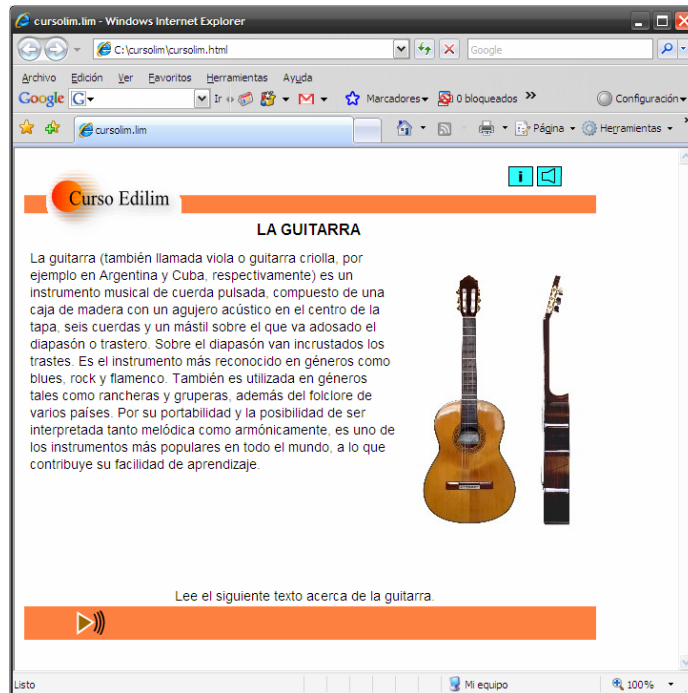 cursolim.lim - Windows Internet Explorer
C:\cursolim\cursolim.html
Google
Archivo Edición Ver Favoritos Herramientas Ayuda
Google G Ir Marcadores 0 bloqueados » Configuración
cursolim.lim Página Herramientas »
i
Curso Edilim
LA GUITARRA
La guitarra (también llamada viola o guitarra criolla, por
ejemplo en Argentina y Cuba, respectivamente) es un
instrumento musical de cuerda pulsada, compuesto de una
caja de madera con un agujero acústico en el centro de la
tapa, seis cuerdas y un mástil sobre el que va adosado el
diapasón o trastero. Sobre el diapasón van incrustados los
trastes. Es el instrumento más reconocido en géneros como
blues, rock y flamenco. También es utilizada en géneros
tales como rancheras y gruperas, además del folclore de
varios países. Por su portabilidad y la posibilidad de ser
interpretada tanto melódica como armónicamente, es uno de
los instrumentos más populares en todo el mundo, a lo que
contribuye su facilidad de aprendizaje.
Lee el siguiente texto acerca de la guitarra.
Listo Mi equipo 100%